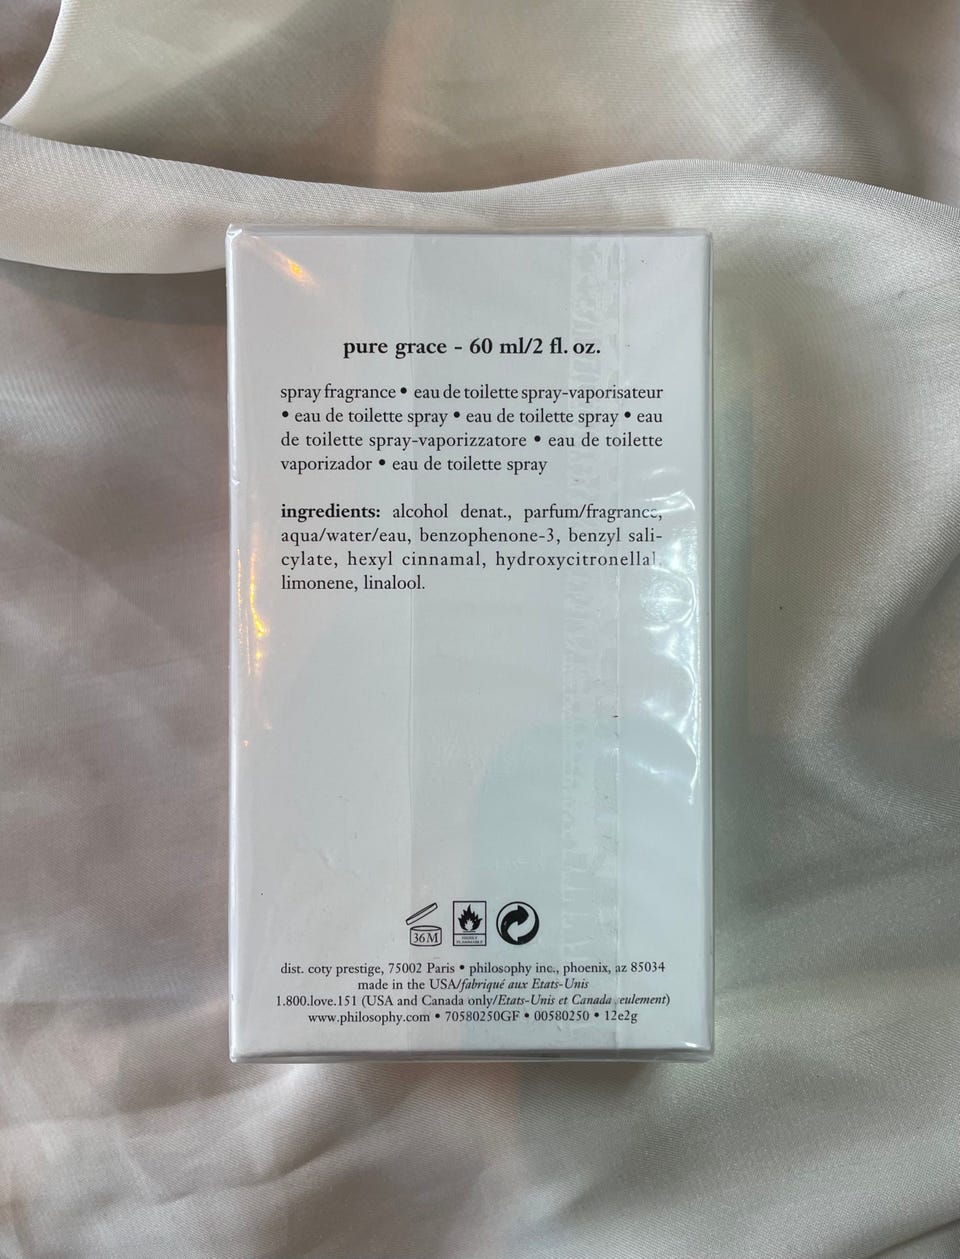 pure grace - 60 ml/2 fl. oz.
spray fragrance • eau de toilette spray-vaporisateur
• eau de toilette spray • eau de toilette spray • eau
de toilette spray-vaporizzatore • eau de toilette
vaporizador • eau de toilette spray
ingredients: alcohol denat., parfum/fragrance,
aqua/water/eau, benzophenone-3, benzyl sali-
cylate, hexyl cinnamal, hydroxycitronellal,
limonene, linalool.
36M
HIGHLY
FLAMMABLE
dist. coty prestige, 75002 Paris • philosophy inc., phoenix, az 85034
made in the USA/fabriqué aux Etats-Unis
1.800.love.151 (USA and Canada only/Etats-Unis et Canada seulement)
www.philosophy.com • 70580250GF • 00580250 • 12e2g